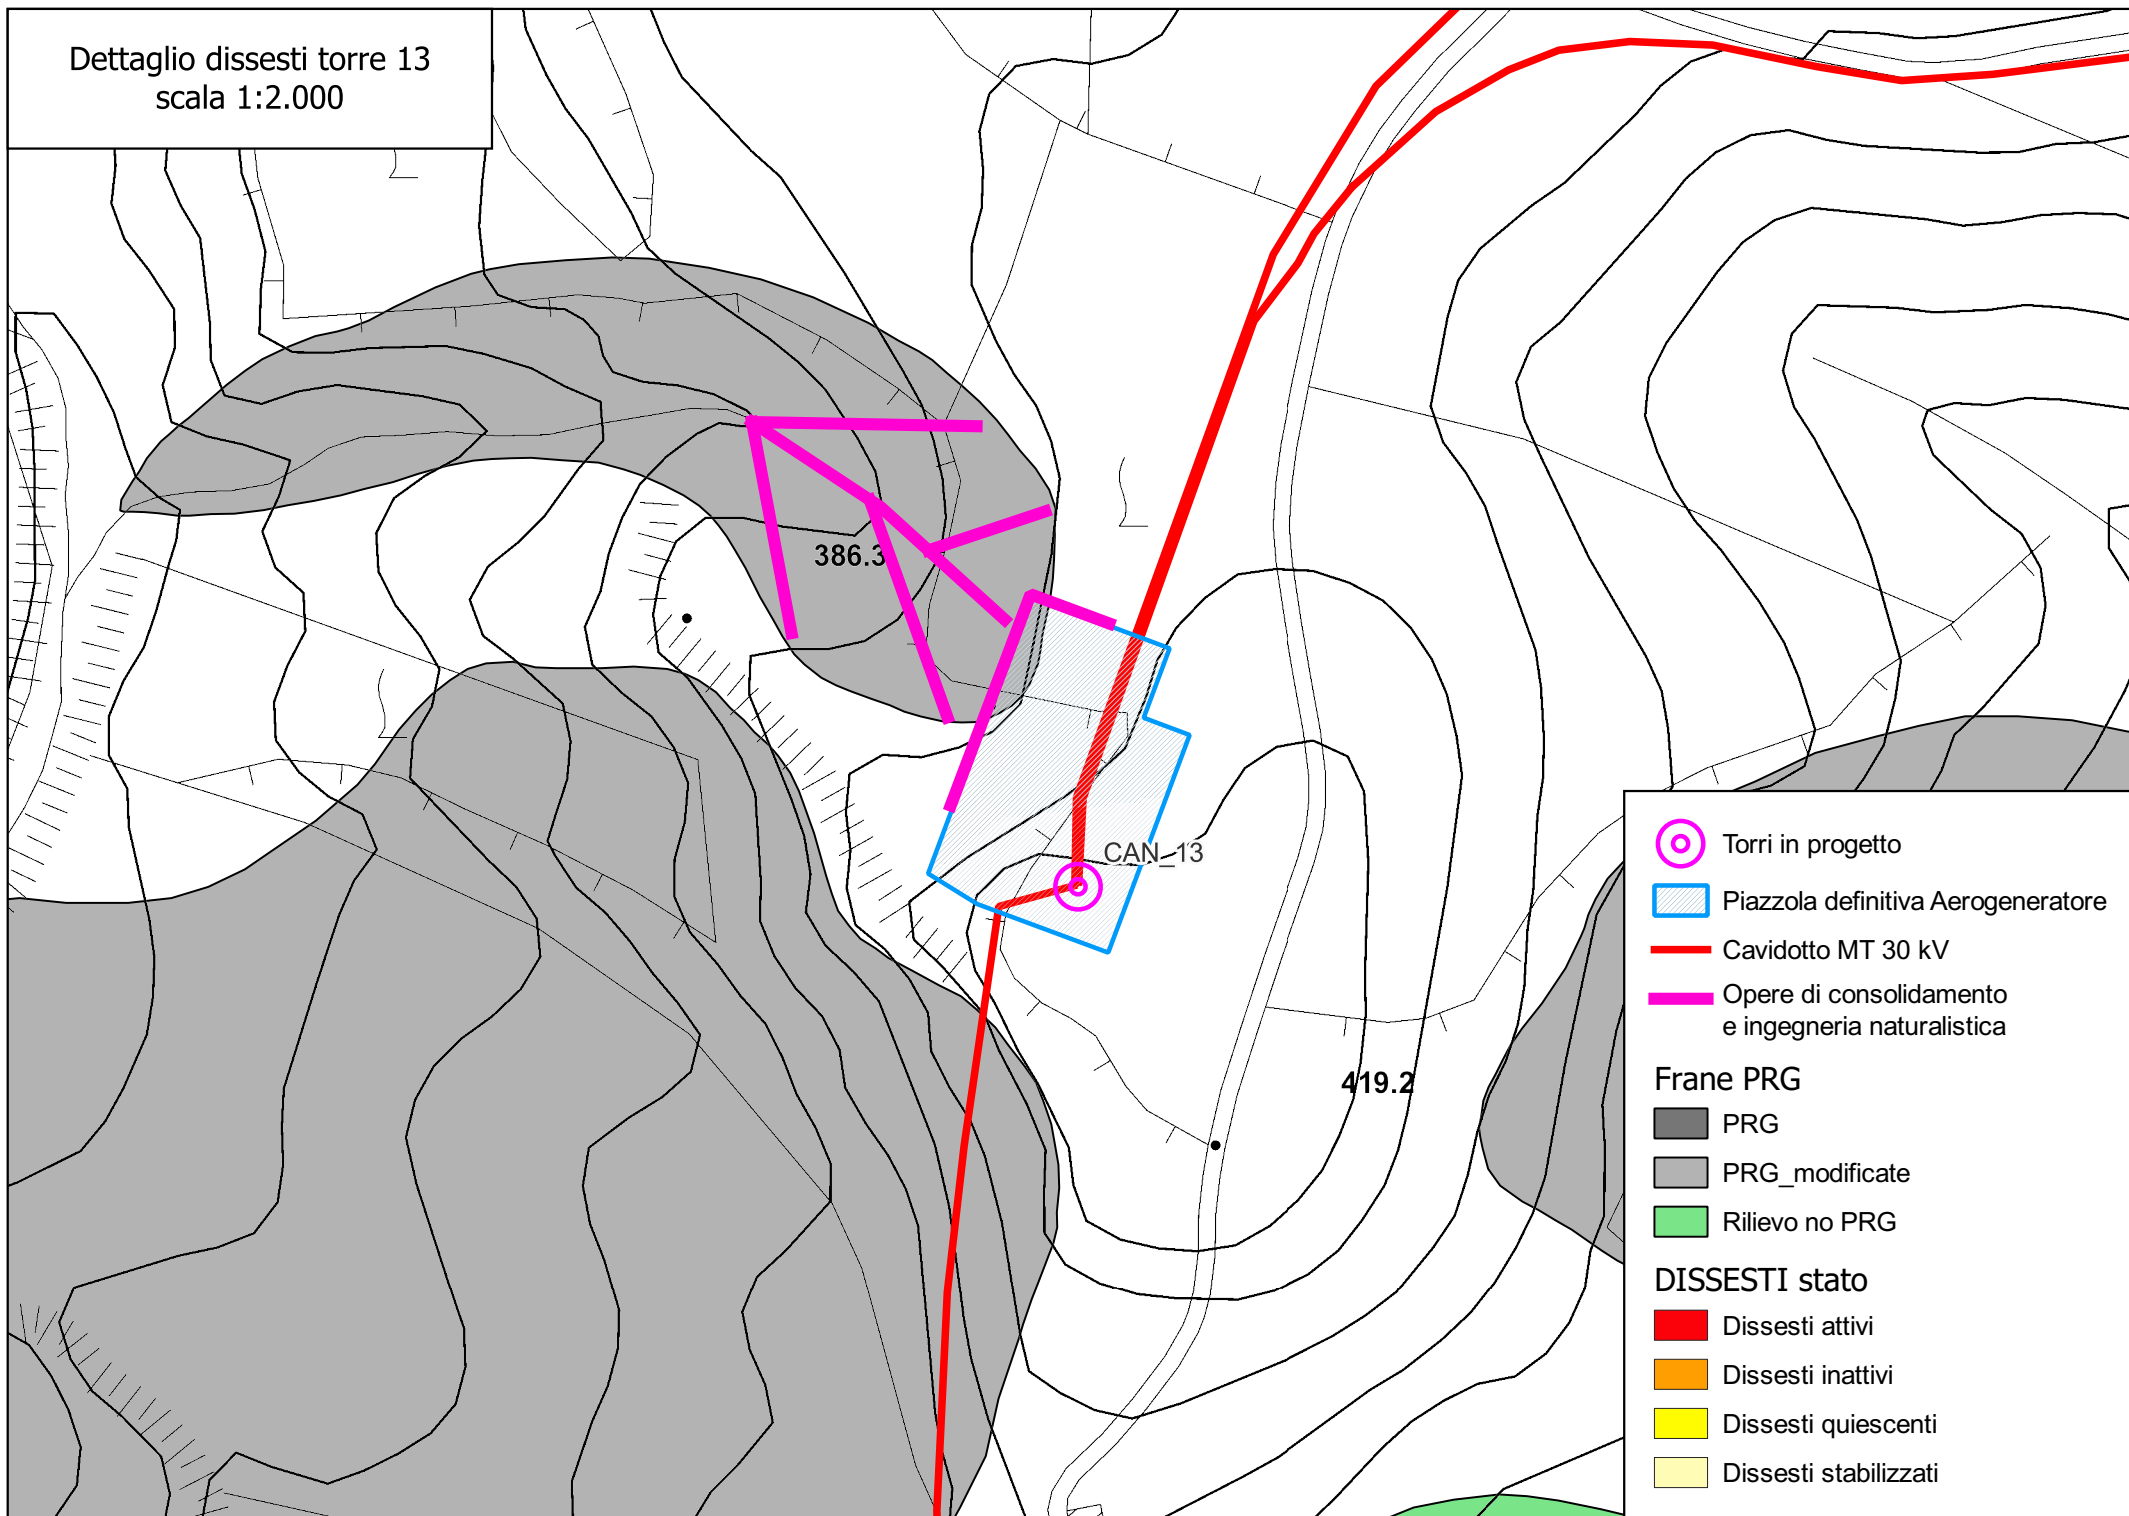 Dettaglio dissesti torre 13
scala 1:2.000
386.3
CAN_13
419.2
Torri in progetto
Piazzola definitiva Aerogeneratore
Cavidotto MT 30 kV
Opere di consolidamento
e ingegneria naturalistica
Frane PRG
PRG
PRG_modificate
Rilievo no PRG
DISSESTI stato
Dissesti attivi
Dissesti inattivi
Dissesti quiescenti
Dissesti stabilizzati